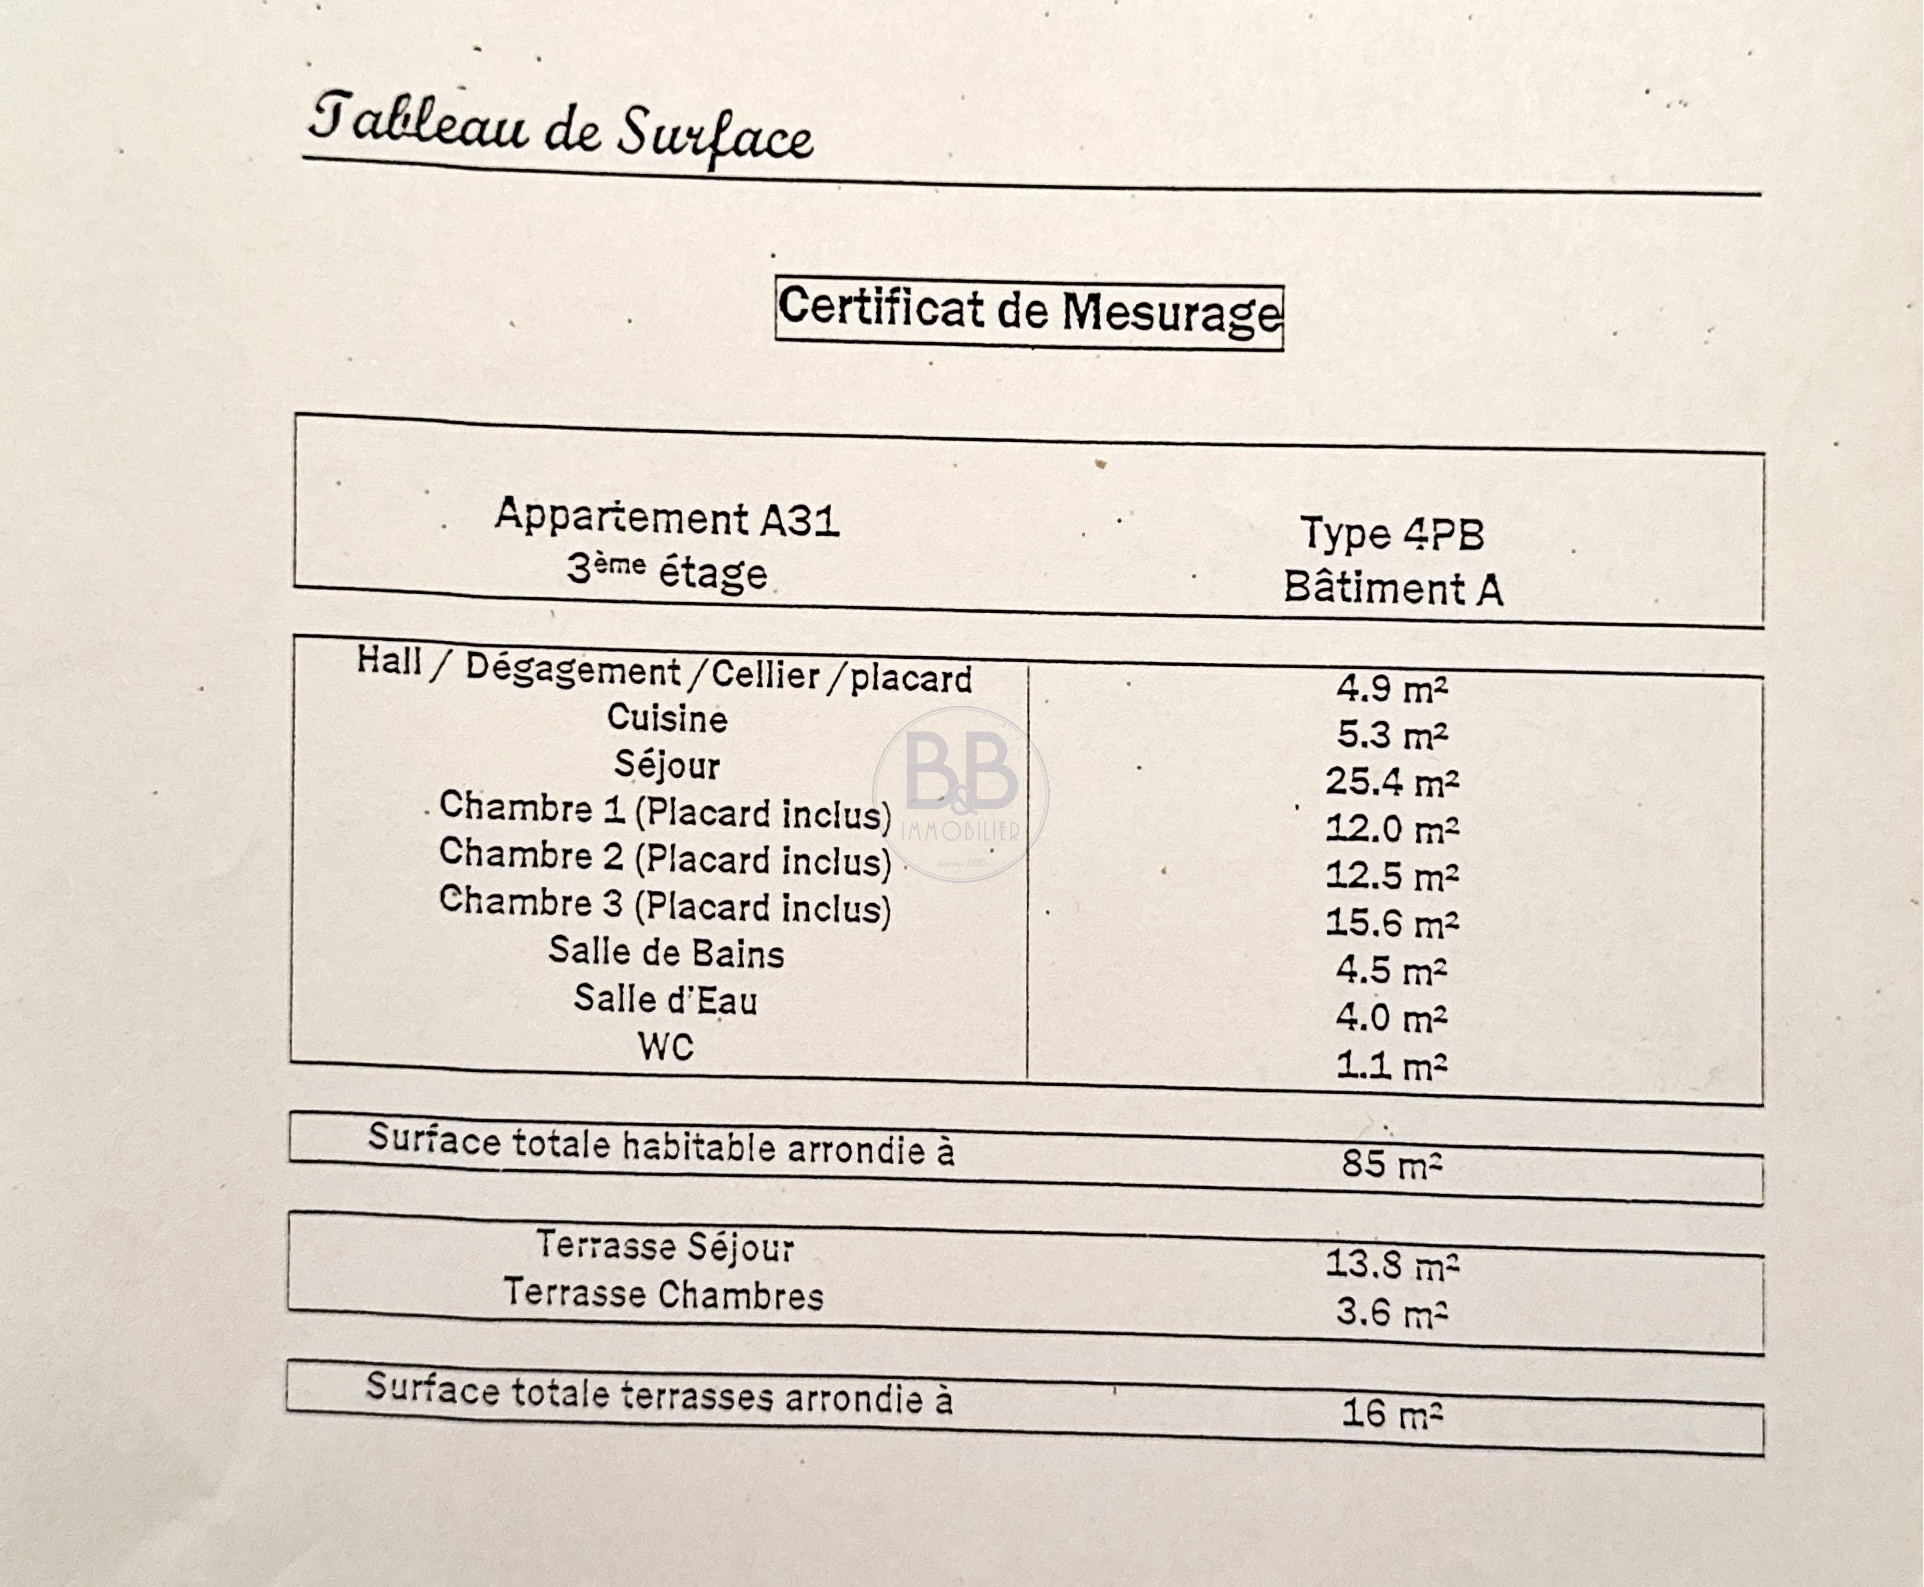 Tableau de Surface
Certificat de Mesurage
Appartement A31
3ème étage
Type 4PB
Bâtiment A
Hall / Dégagement /Cellier /placard 4.9 m²
Cuisine 5.3 m²
Séjour 25.4 m²
Chambre 1 (Placard inclus) 12.0 m²
Chambre 2 (Placard inclus) 12.5 m²
Chambre 3 (Placard inclus) 15.6 m²
Salle de Bains 4.5 m²
Salle d'Eau 4.0 m²
WC 1.1 m²
B&B
IMMOBILIER
Surface totale habitable arrondie à 85 m²
Terrasse Séjour 13.8 m²
Terrasse Chambres 3.6 m²
Surface totale terrasses arrondie à 16 m²